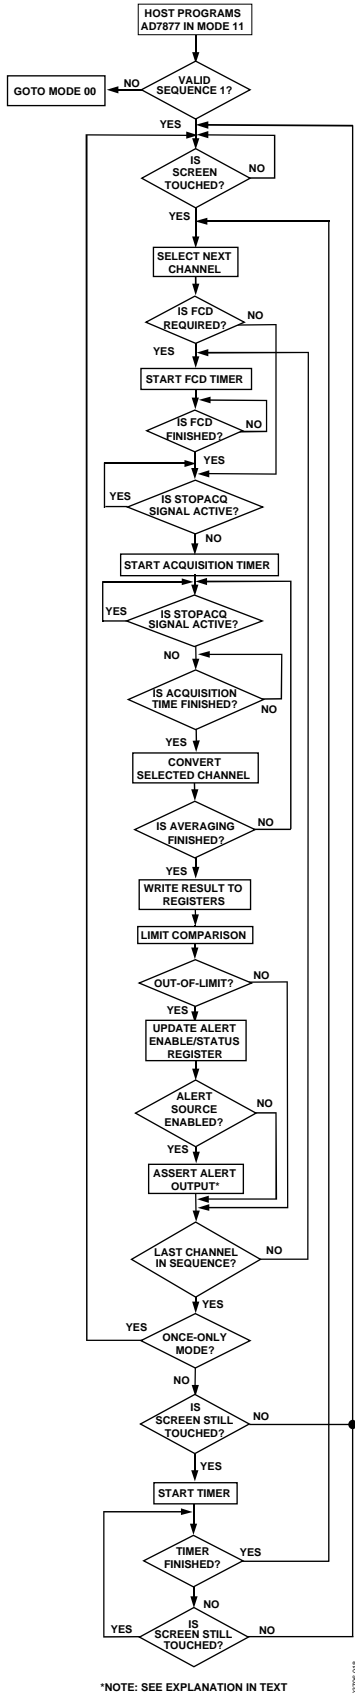 HOST PROGRAMS
AD7877 IN MODE 11
VALID
SEQUENCE 1?
NO
GOTO MODE 00
YES
IS
SCREEN
TOUCHED?
NO
YES
SELECT NEXT
CHANNEL
IS FCD
REQUIRED?
NO
YES
START FCD TIMER
IS FCD
FINISHED?
NO
YES
IS STOPACQ
SIGNAL ACTIVE?
YES
NO
START ACQUISITION TIMER
IS STOPACQ
SIGNAL ACTIVE?
YES
NO
IS ACQUISITION
TIME FINISHED?
NO
YES
CONVERT
SELECTED CHANNEL
IS AVERAGING
FINISHED?
NO
YES
WRITE RESULT TO
REGISTERS
LIMIT COMPARISON
OUT-OF-LIMIT?
NO
YES
UPDATE ALERT
ENABLE/STATUS
REGISTER
ALERT
SOURCE
ENABLED?
NO
YES
ASSERT ALERT
OUTPUT*
LAST CHANNEL
IN SEQUENCE?
NO
YES
ONCE-ONLY
MODE?
YES
NO
IS
SCREEN STILL
TOUCHED?
NO
YES
START TIMER
TIMER
FINISHED?
YES
NO
IS
SCREEN STILL
TOUCHED?
YES
NO
*NOTE: SEE EXPLANATION IN TEXT